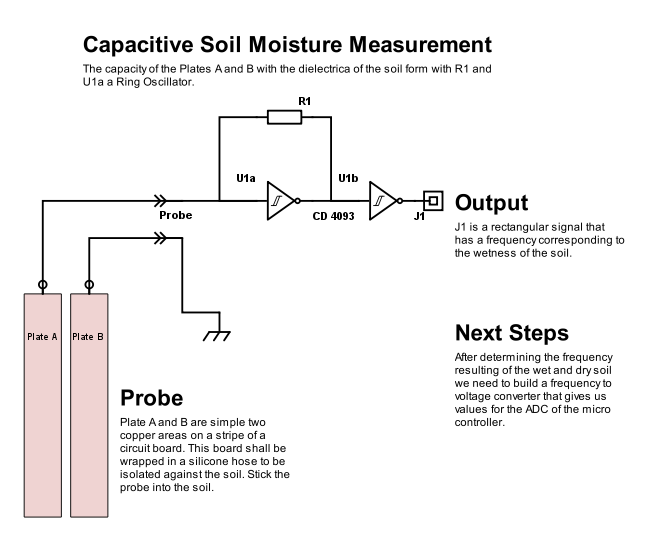 Capacitive Soil Moisture Measurement
The capacity of the Plates A and B with the dielectrica of the soil form with R1 and
U1a a Ring Oscillator.
R1
U1a
U1b
Probe
CD 4093
J1
Output
J1 is a rectangular signal that
has a frequency corresponding to
the wetness of the soil.
Plate A
Plate B
Next Steps
After determining the frequency
resulting of the wet and dry soil
we need to build a frequency to
voltage converter that gives us
values for the ADC of the micro
controller.
Probe
Plate A and B are simple two
copper areas on a stripe of a
circuit board. This board shall be
wrapped in a silicone hose to be
isolated against the soil. Stick the
probe into the soil.